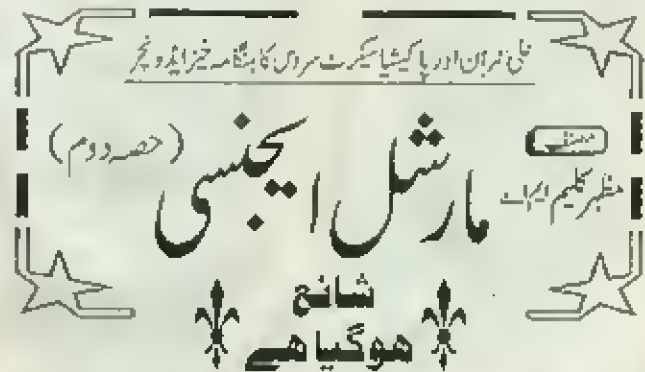 علی عمران اور پاکیشیا سیکرٹ سروس کا ہنگامہ خیز ایڈونچر
مصنف
مظہر کلیم ایم اے
مارشل ایجنسی (حصہ دوم)
شائع
ہوگیا ہے